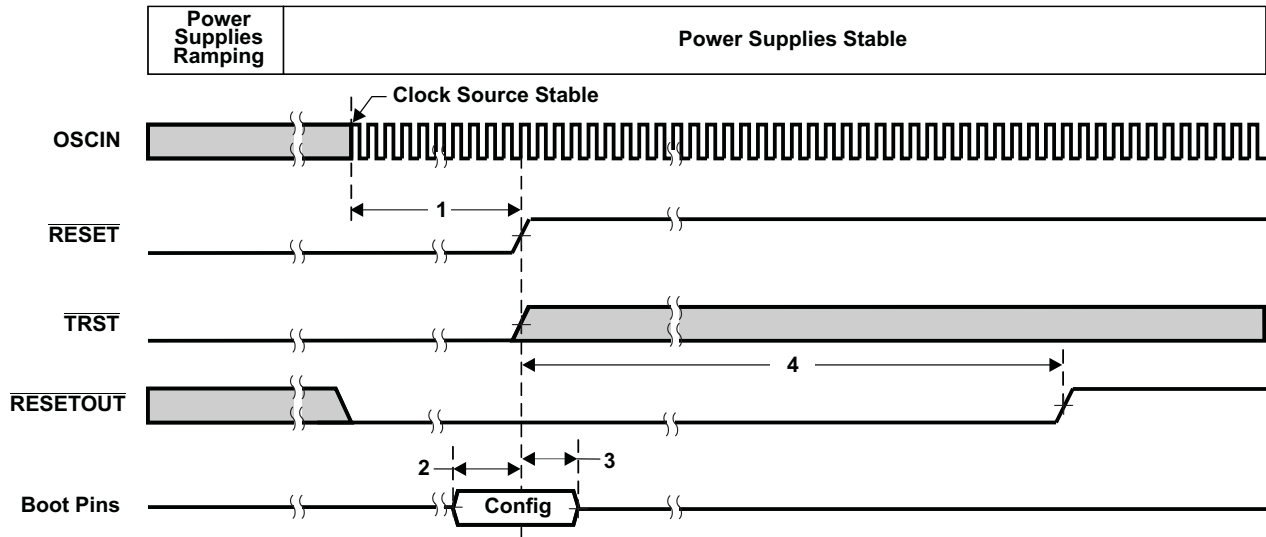 Power
Supplies
Ramping
Power Supplies Stable
Clock Source Stable
OSCIN
1
RESET
TRST
4
RESETOUT
2
3
Boot Pins
Config